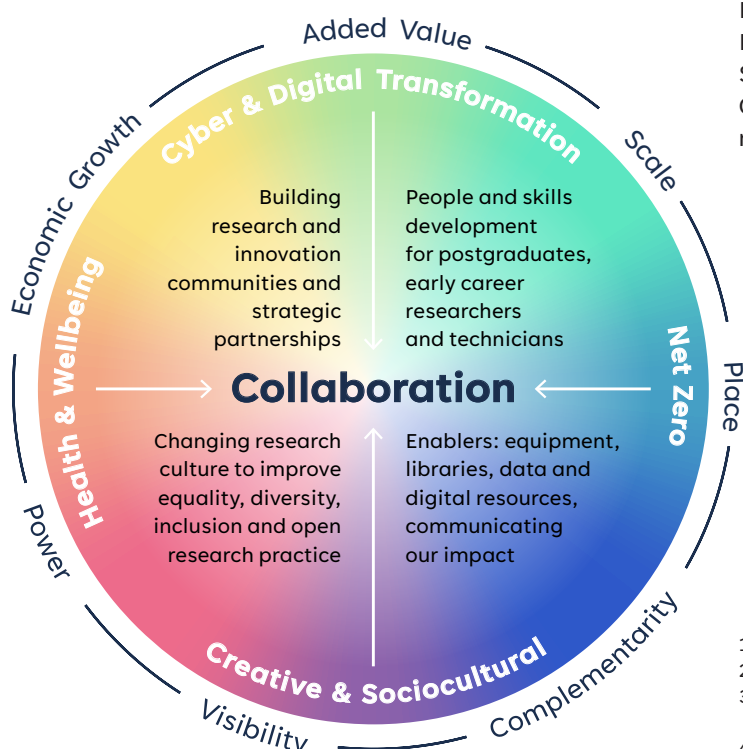 Added Value
Economic Growth
Scale
Cyber & Digital Transformation
Building
research and
innovation
communities and
strategic
partnerships
People and skills
development
for postgraduates,
early career
researchers
and technicians
Health & Wellbeing
Collaboration
Net Zero
Place
Changing research
culture to improve
equality, diversity,
inclusion and open
research practice
Enablers: equipment,
libraries, data and
digital resources,
communicating
our impact
Power
Creative & Sociocultural
Complementarity
Visibility